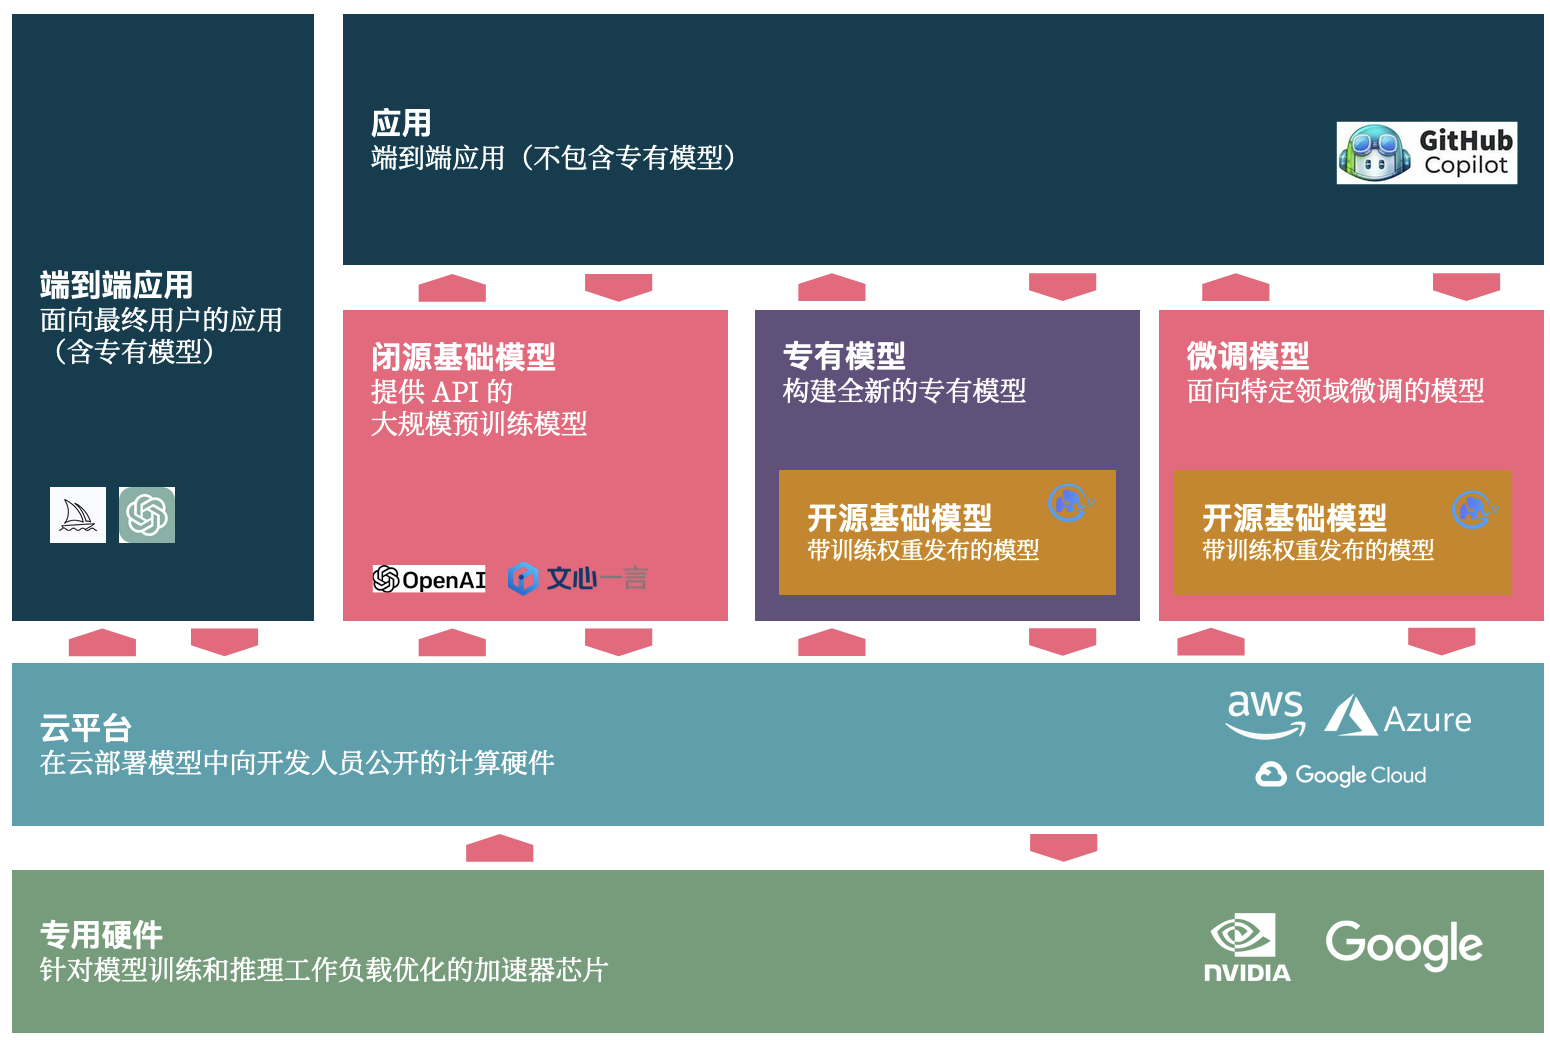 端到端应用
面向最终用户的应用
（含专有模型）
应用
端到端应用（不包含专有模型）
GitHub
Copilot
闭源基础模型
提供 API 的
大规模预训练模型
OpenAI
文心一言
专有模型
构建全新的专有模型
开源基础模型
带训练权重发布的模型
微调模型
面向特定领域微调的模型
开源基础模型
带训练权重发布的模型
云平台
在云部署模型中向开发人员公开的计算硬件
aws
Azure
Google Cloud
专用硬件
针对模型训练和推理工作负载优化的加速器芯片
NVIDIA
Google